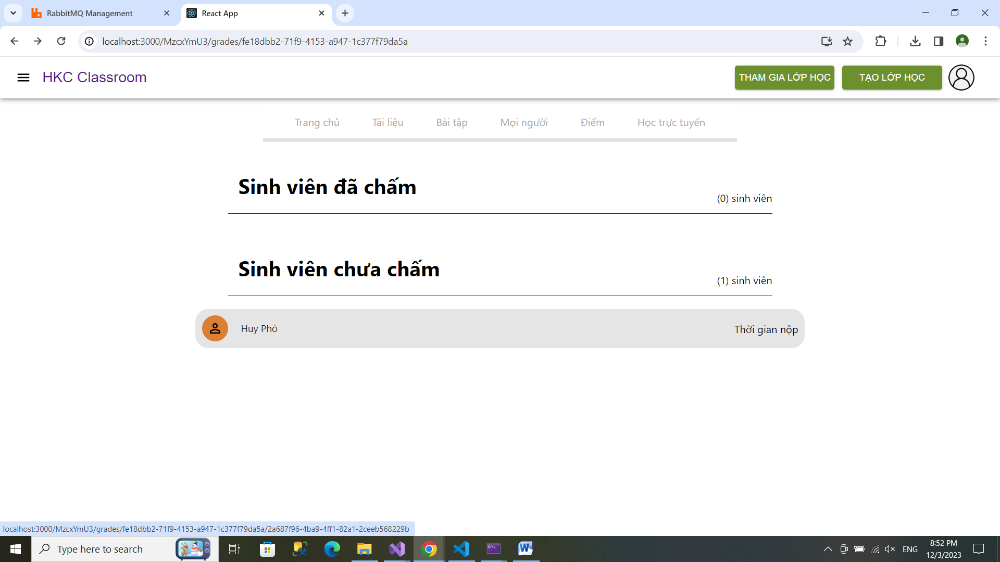 RabbitMQ Management
React App
localhost:3000/MzcxYmU3/grades/fe18dbb2-71f9-4153-a947-1c377f79da5a
HKC Classroom
THAM GIA LỚP HỌC
TẠO LỚP HỌC
Trang chủ
Tài liệu
Bài tập
Mọi người
Điểm
Học trực tuyến
Sinh viên đã chấm
(0) sinh viên
Sinh viên chưa chấm
(1) sinh viên
Huy Phó
Thời gian nộp
localhost:3000/MzcxYmU3/grades/fe18dbb2-71f9-4153-a947-1c377f79da5a/2a687f96-4ba9-4ff1-82a1-2ceeb568229b
Type here to search
ENG
8:52 PM
12/3/2023